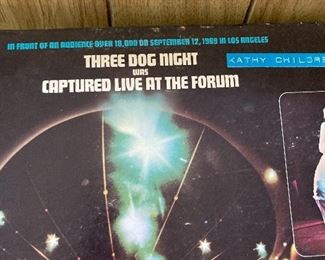 IN FRONT OF AN AUDIENCE OVER 18,000 ON SEPTEMBER 12, 1969 IN LOS ANGELES
THREE DOG NIGHT
WAS
CAPTURED LIVE AT THE FORUM
KATHY CHILDRE